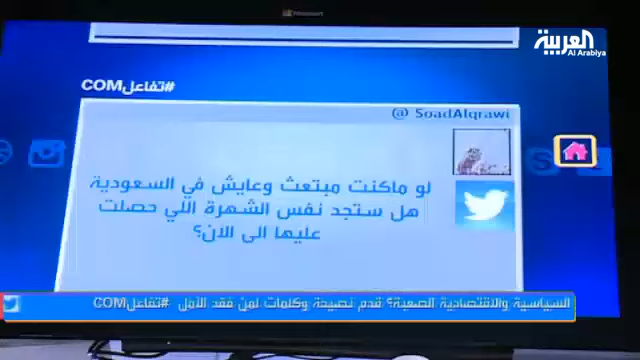 العربية
Al Arabiya
#تفاعلCOM
@ SoadAlqrawi
لو ماكنت مبتعث وعايش في السعودية
هل ستجد نفس الشهرة اللي حصلت
عليها الى الان؟
السياسية والاقتصادية الصعبة؟ قدم نصيحة وكلمات لمن فقد الأمل #تفاعلCOM